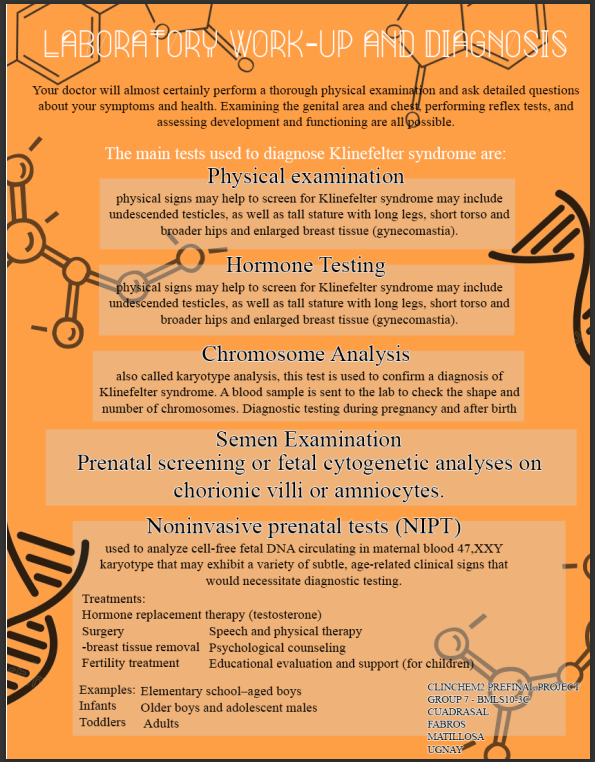 LABORATORY WORK-UP AND DIAGNOSIS
Your doctor will almost certainly perform a thorough physical examination and ask detailed questions
about your symptoms and health. Examining the genital area and chest, performing reflex tests, and
assessing development and functioning are all possible.
The main tests used to diagnose Klinefelter syndrome are:
Physical examination
physical signs may help to screen for Klinefelter syndrome may include
undescended testicles, as well as tall stature with long legs, short torso and
broader hips and enlarged breast tissue (gynecomastia).
Hormone Testing
physical signs may help to screen for Klinefelter syndrome may include
undescended testicles, as well as tall stature with long legs, short torso and
broader hips and enlarged breast tissue (gynecomastia).
Chromosome Analysis
also called karyotype analysis, this test is used to confirm a diagnosis of
Klinefelter syndrome. A blood sample is sent to the lab to check the shape and
number of chromosomes. Diagnostic testing during pregnancy and after birth
Semen Examination
Prenatal screening or fetal cytogenetic analyses on
chorionic villi or amniocytes.
Noninvasive prenatal tests (NIPT)
used to analyze cell-free fetal DNA circulating in maternal blood 47,XXY
karyotype that may exhibit a variety of subtle, age-related clinical signs that
would necessitate diagnostic testing.
Treatments:
Hormone replacement therapy (testosterone)
Surgery Speech and physical therapy
-breast tissue removal Psychological counseling
Fertility treatment Educational evaluation and support (for children)
Examples: Elementary school–aged boys
Infants Older boys and adolescent males
Toddlers Adults
CLINCHEM2 PREFINAL PROJECT
GROUP 7 - BMLS10-3C
CUADRASAL
FABROS
MATILLOSA
UGNAY